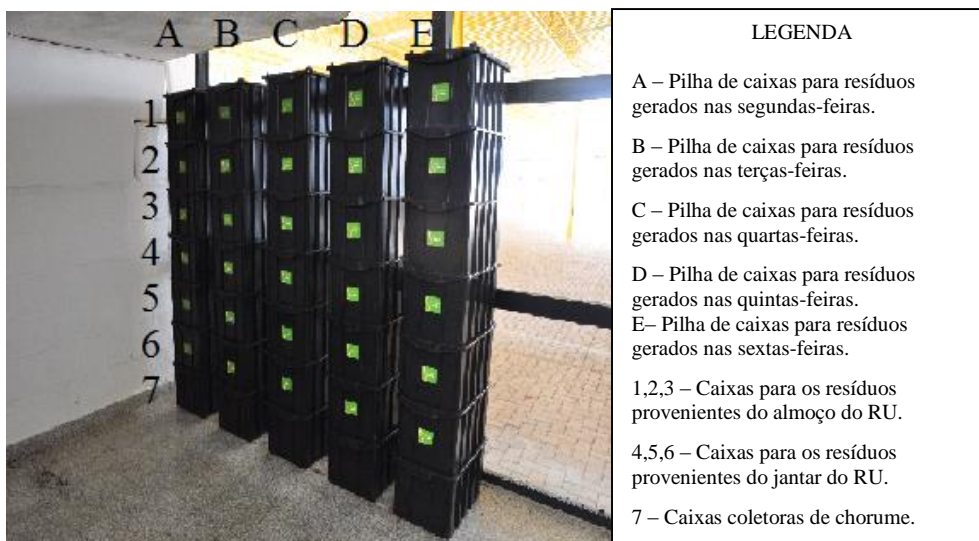 A B C D E
1
2
3
4
5
6
7
LEGENDA
A – Pilha de caixas para resíduos
gerados nas segundas-feiras.
B – Pilha de caixas para resíduos
gerados nas terças-feiras.
C – Pilha de caixas para resíduos
gerados nas quartas-feiras.
D – Pilha de caixas para resíduos
gerados nas quintas-feiras.
E– Pilha de caixas para resíduos
gerados nas sextas-feiras.
1,2,3 – Caixas para os resíduos
provenientes do almoço do RU.
4,5,6 – Caixas para os resíduos
provenientes do jantar do RU.
7 – Caixas coletoras de chorume.